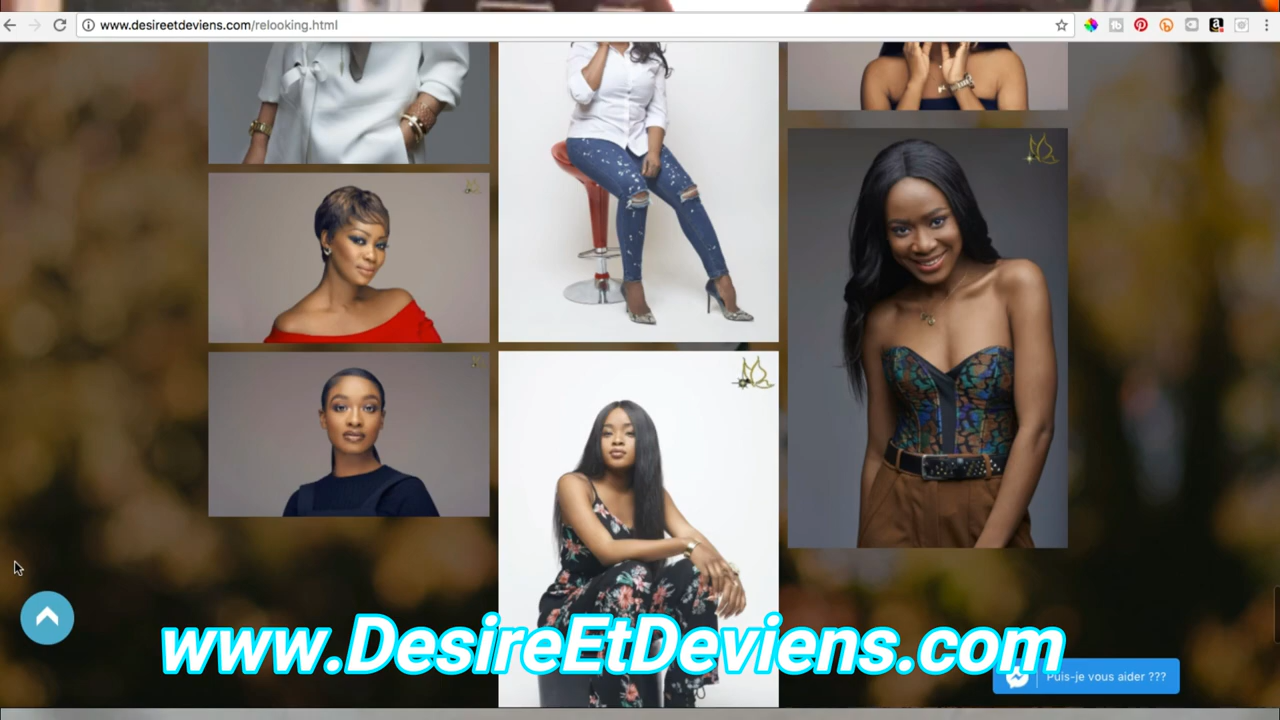 www.desireetdeviens.com/relooking.html
www.DesireEtDeviens.com
Puis-je vous aider ???